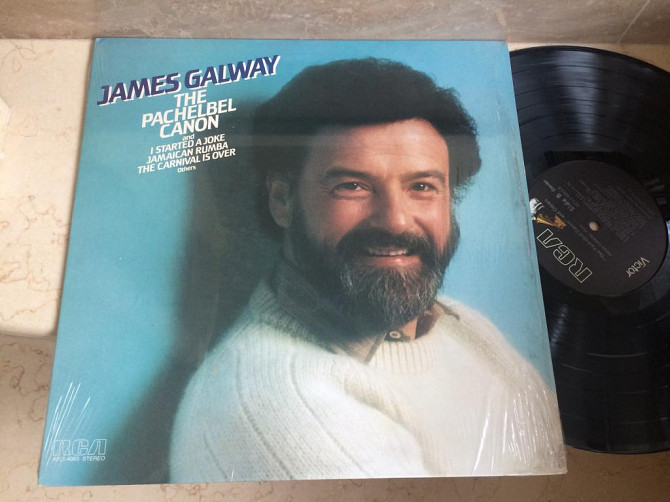 JAMES GALWAY
THE
PACHELBEL
CANON
and
I STARTED A JOKE
JAMAICAN RUMBA
THE CARNIVAL IS OVER
Others
RCA
STEREO
RCA
Victor